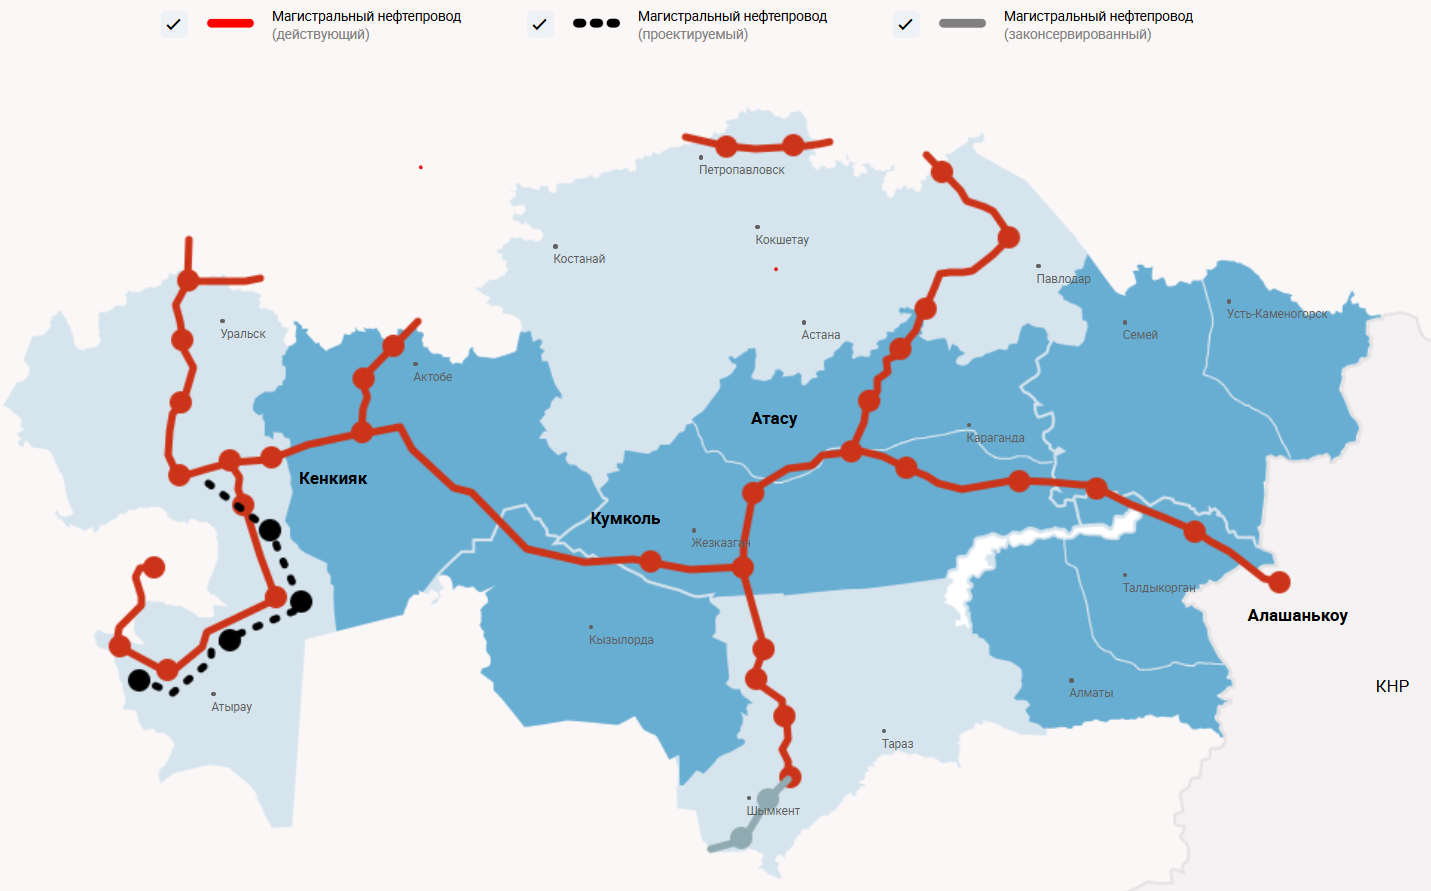 Магистральный нефтепровод
(действующий)
Магистральный нефтепровод
(проектируемый)
Магистральный нефтепровод
(законсервированный)
Петропавловск
Кокшетау
Костанай
Павлодар
Уральск
Астана
Семей
Усть-Каменогорск
Актобе
Атасу
Караганда
Кенкияк
Кумколь
Жезказган
Талдыкорган
Алашанькоу
Кызылорда
КНР
Алматы
Атырау
Тараз
Шымкент